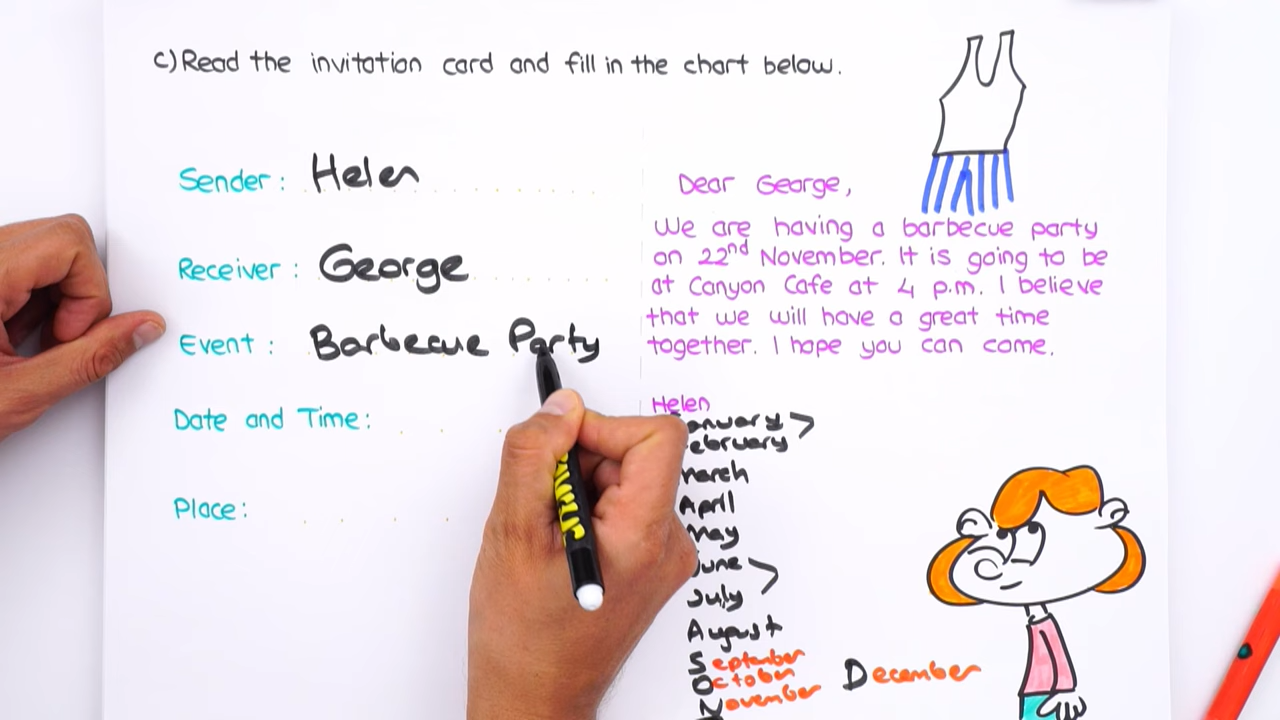 c) Read the invitation card and fill in the chart below.
Sender: Helen
Receiver: George
Event: Barbecue Party
Date and Time:
Place:
Dear George,
We are having a barbecue party
on 22nd November. It is going to be
at Canyon Cafe at 4 p.m. I believe
that we will have a great time
together. I hope you can come.
Helen
anuary >
ebruary
march
April
may
june >
July
August
September
October
November December